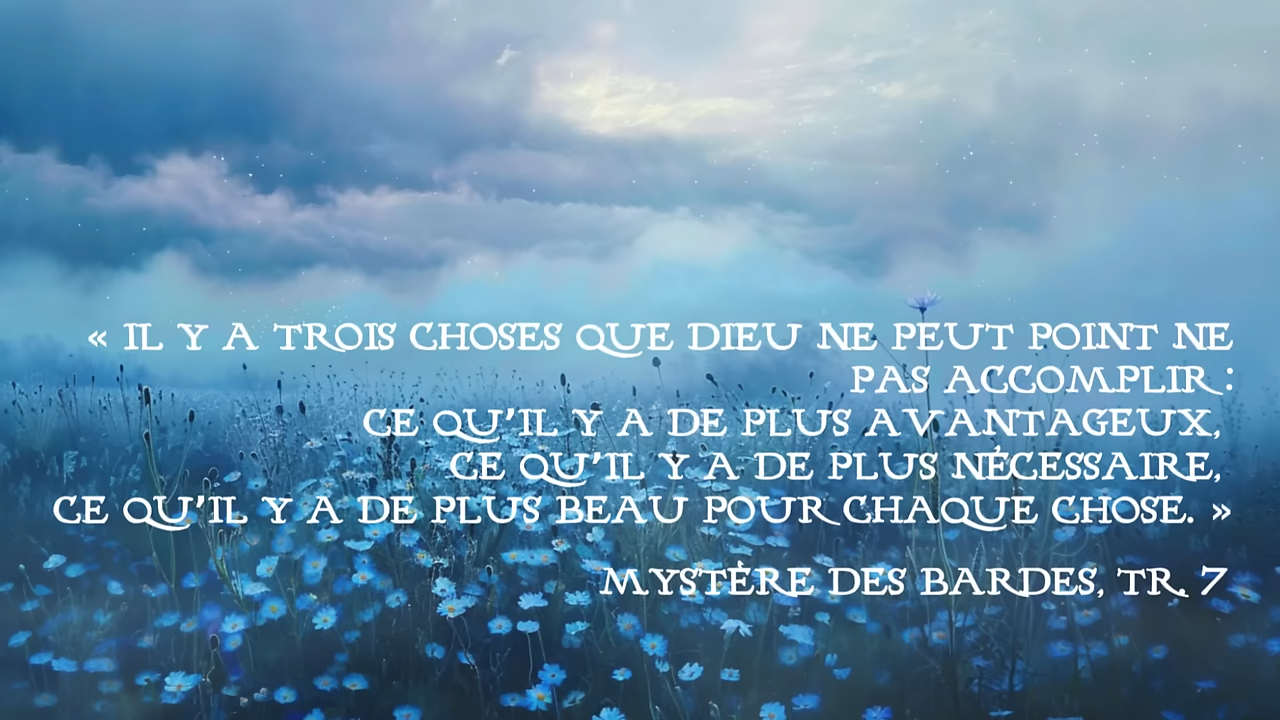 « IL Y A TROIS CHOSES QUE DIEU NE PEUT POINT NE
PAS ACCOMPLIR :
CE QU'IL Y A DE PLUS AVANTAGEUX,
CE QU'IL Y A DE PLUS NÉCESSAIRE,
CE QU'IL Y A DE PLUS BEAU POUR CHAQUE CHOSE. »
MYSTÈRE DES BARDES, TR. 7